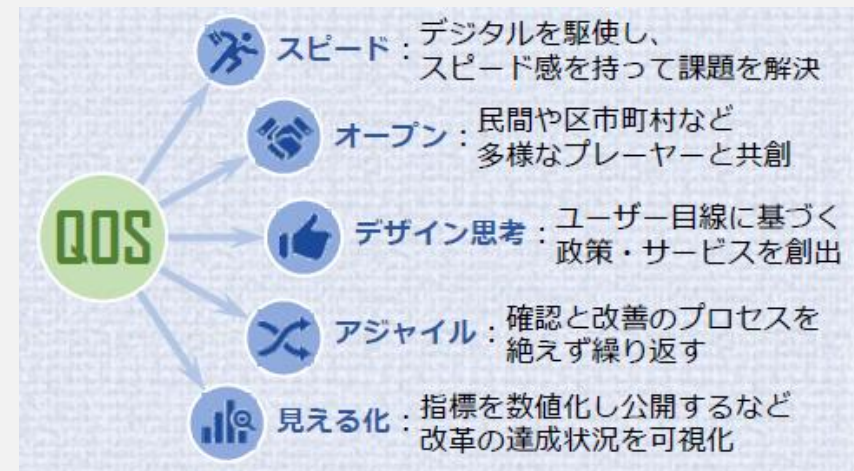 QOS
スピード：デジタルを駆使し、
スピード感を持って課題を解決
オープン：民間や区市町村など
多様なプレーヤーと共創
デザイン思考：ユーザー目線に基づく
政策・サービスを創出
アジャイル：確認と改善のプロセスを
絶えず繰り返す
見える化：指標を数値化し公開するなど
改革の達成状況を可視化